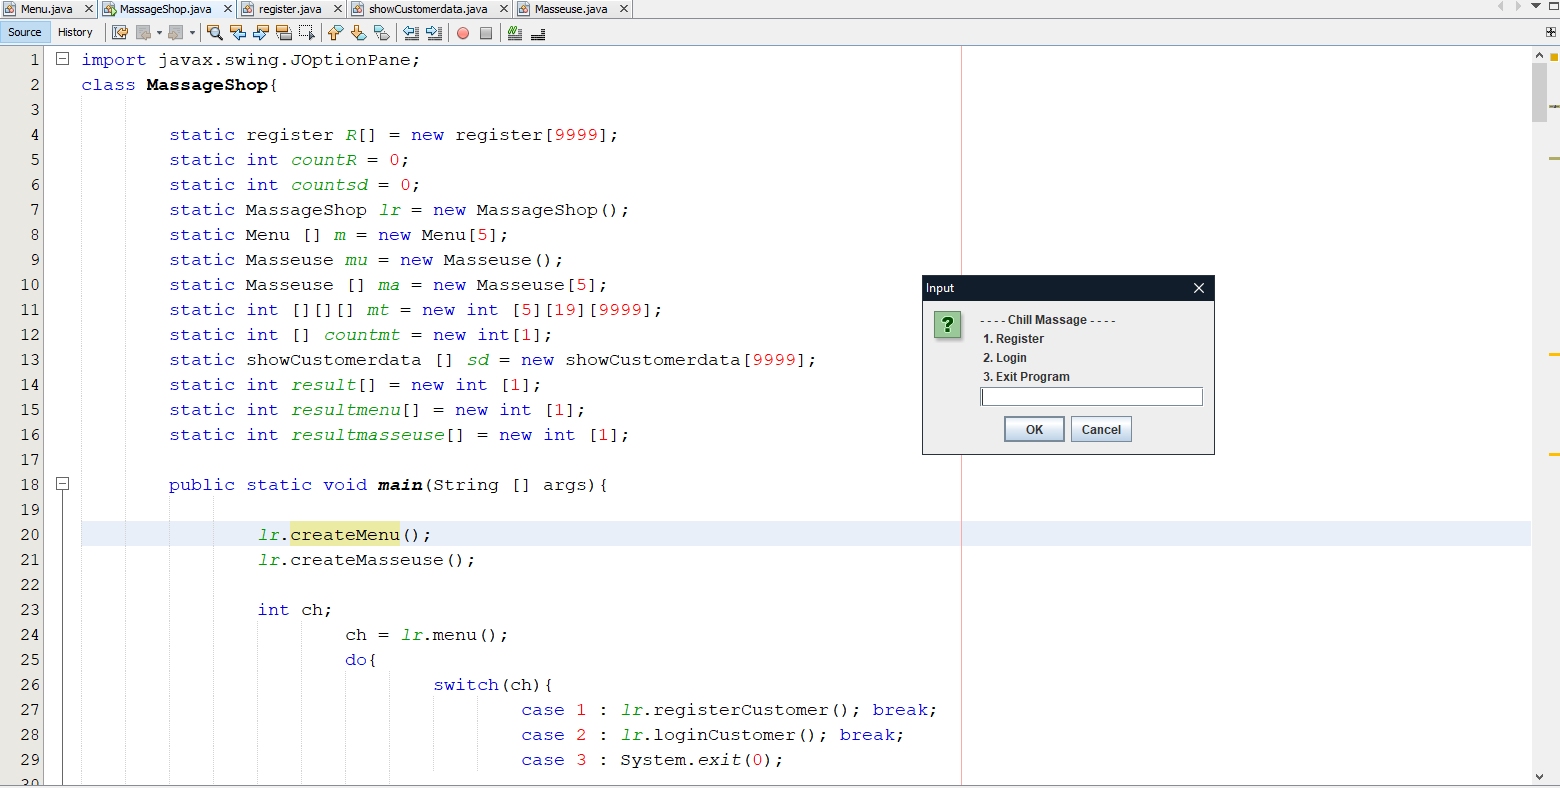 Menu.java MassageShop.java register.java showCustomerdata.java Masseuse.java
Source History
1 import javax.swing.JOptionPane;
2 class MassageShop{
3
4 static register R[] = new register[9999];
5 static int countR = 0;
6 static int countsd = 0;
7 static MassageShop lr = new MassageShop();
8 static Menu [] m = new Menu[5];
9 static Masseuse mu = new Masseuse();
10 static Masseuse [] ma = new Masseuse[5];
11 static int [][][] mt = new int [5][19][9999];
12 static int [] countmt = new int[1];
13 static showCustomerdata [] sd = new showCustomerdata[9999];
14 static int result[] = new int [1];
15 static int resultmenu[] = new int [1];
16 static int resultmasseuse[] = new int [1];
17
18 public static void main(String [] args){
19
20 lr.createMenu();
21 lr.createMasseuse();
22
23 int ch;
24 ch = lr.menu();
25 do{
26 switch(ch){
27 case 1 : lr.registerCustomer(); break;
28 case 2 : lr.loginCustomer(); break;
29 case 3 : System.exit(0);
30
Input
? - - - - Chill Massage - - - -
1. Register
2. Login
3. Exit Program
OK Cancel